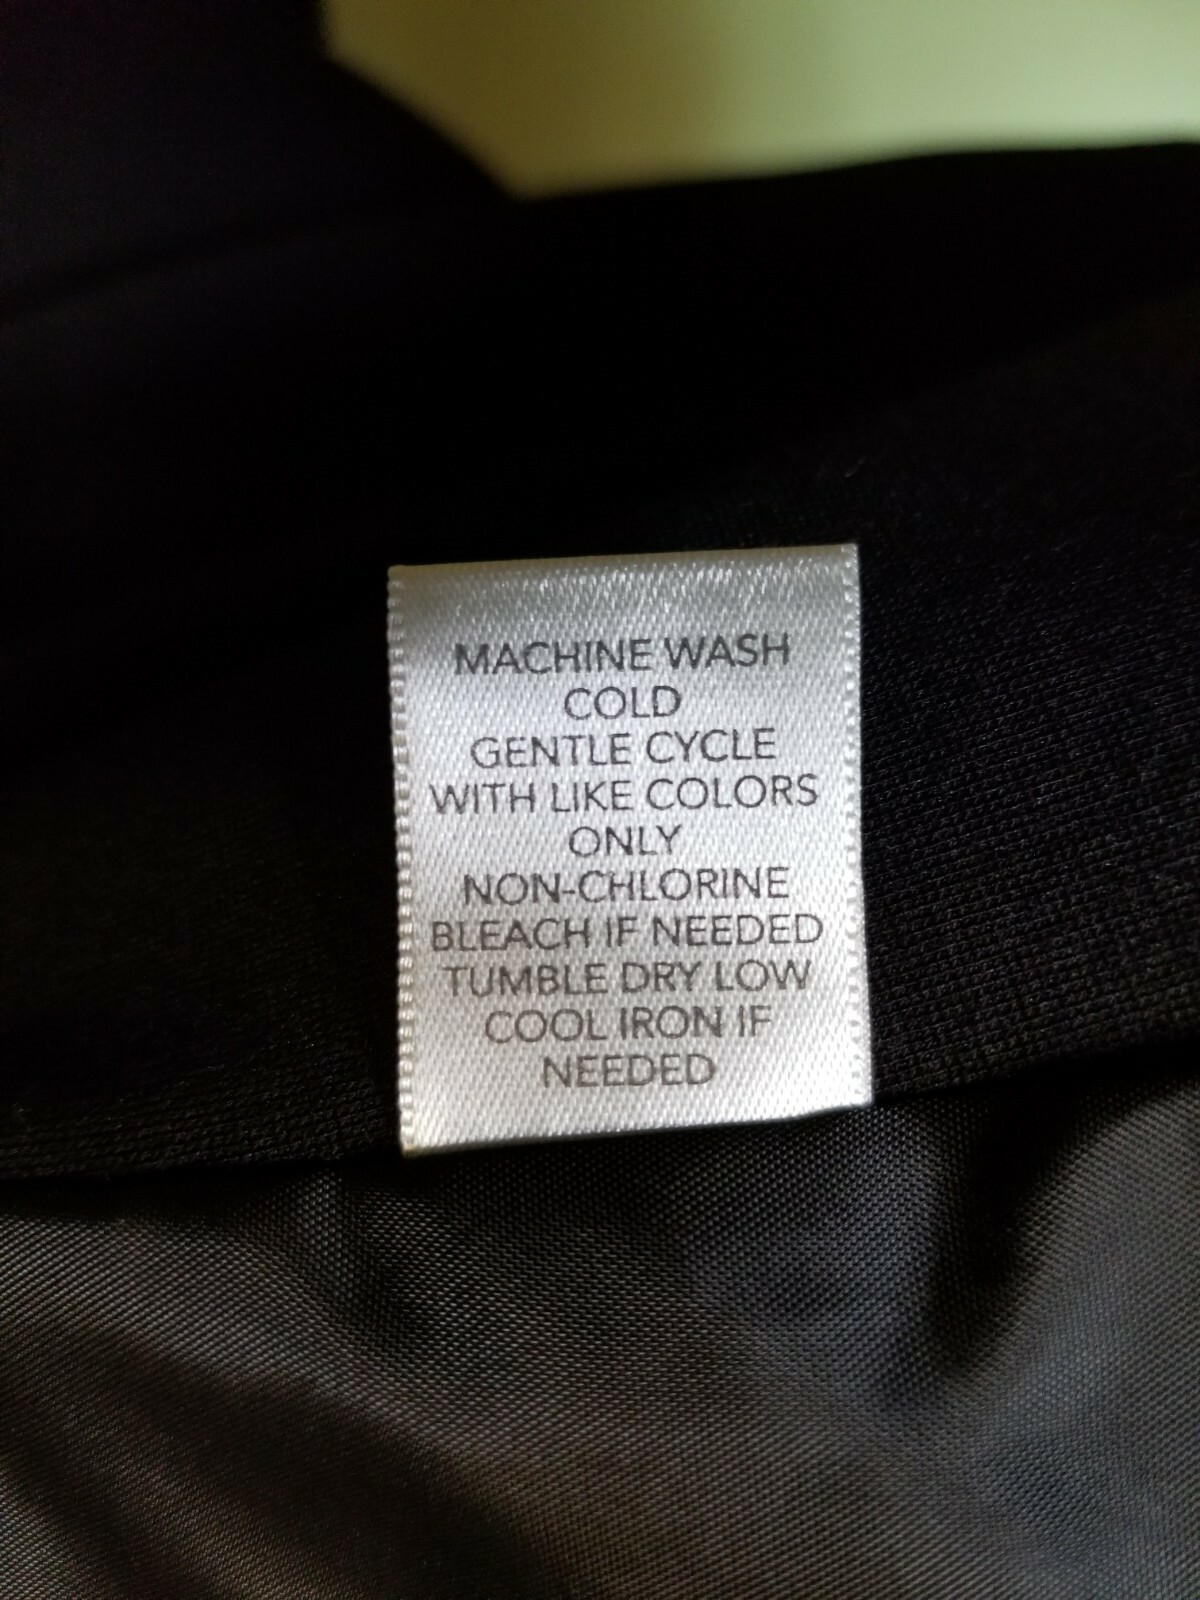 MACHINE WASH
COLD
GENTLE CYCLE
WITH LIKE COLORS
ONLY
NON-CHLORINE
BLEACH IF NEEDED
TUMBLE DRY LOW
COOL IRON IF
NEEDED